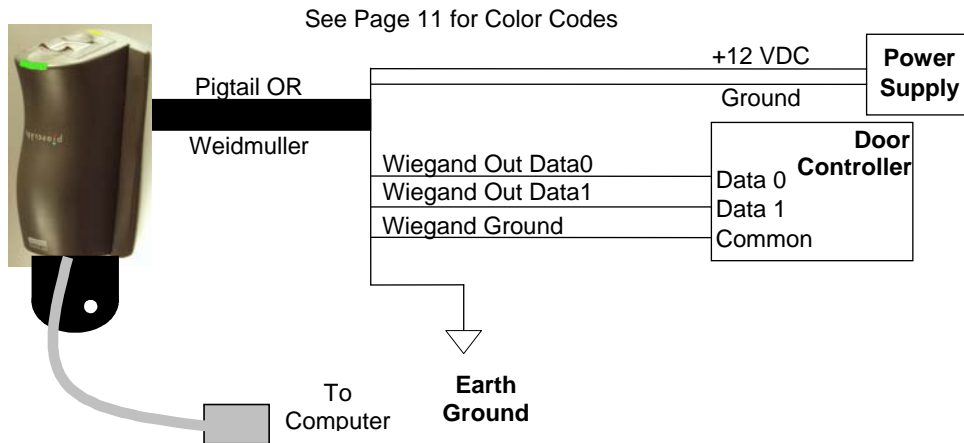 See Page 11 for Color Codes
+12 VDC
Power
Supply
Pigtail OR
Ground
Weidmuller
Door
Controller
Wiegand Out Data0
Data 0
Wiegand Out Data1
Data 1
Wiegand Ground
Common
To
Computer
Earth
Ground